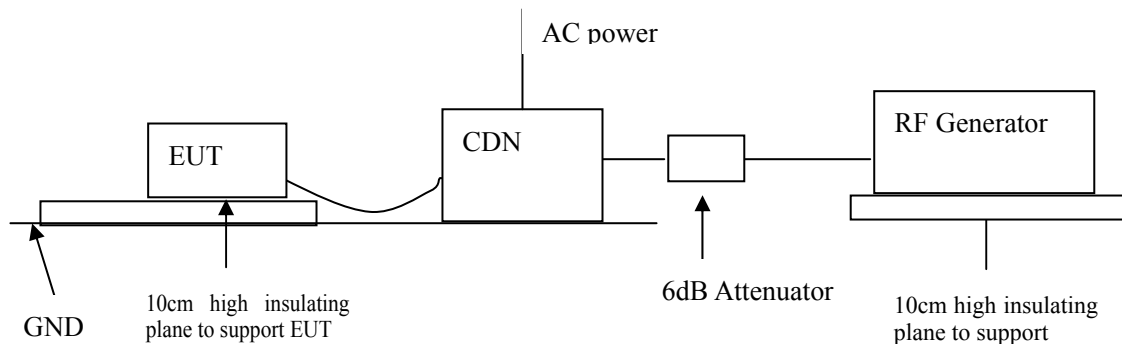 AC power
EUT
CDN
RF Generator
GND
10cm high insulating
plane to support EUT
6dB Attenuator
10cm high insulating
plane to support